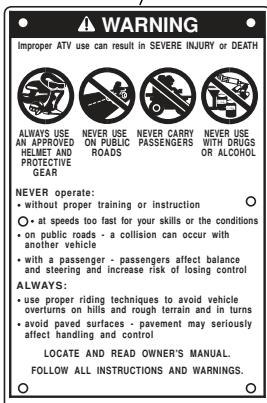 WARNING
Improper ATV use can result in SEVERE INJURY or DEATH
ALWAYS USE
AN APPROVED
HELMET AND
PROTECTIVE
GEAR
NEVER USE
ON PUBLIC
ROADS
NEVER CARRY
PASSENGERS
NEVER USE
WITH DRUGS
OR ALCOHOL
NEVER operate:
• without proper training or instruction
• at speeds too fast for your skills or the conditions
• on public roads - a collision can occur with
another vehicle
• with a passenger - passengers affect balance
and steering and increase risk of losing control
ALWAYS:
• use proper riding techniques to avoid vehicle
overturns on hills and rough terrain and in turns
• avoid paved surfaces - pavement may seriously
affect handling and control
LOCATE AND READ OWNER'S MANUAL.
FOLLOW ALL INSTRUCTIONS AND WARNINGS.